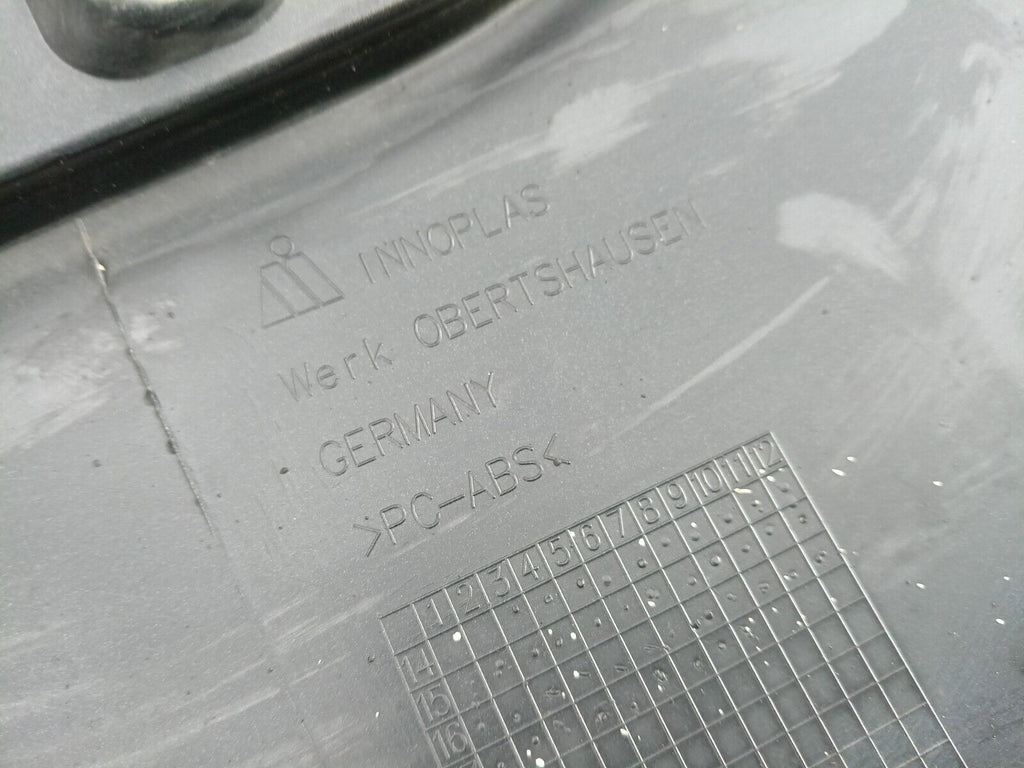 INNOPLAS
Werk OBERTSHAUSEN
GERMANY
>PC-ABS<
1 2 3 4 5 6 7 8 9 10 11 12
14
15
16